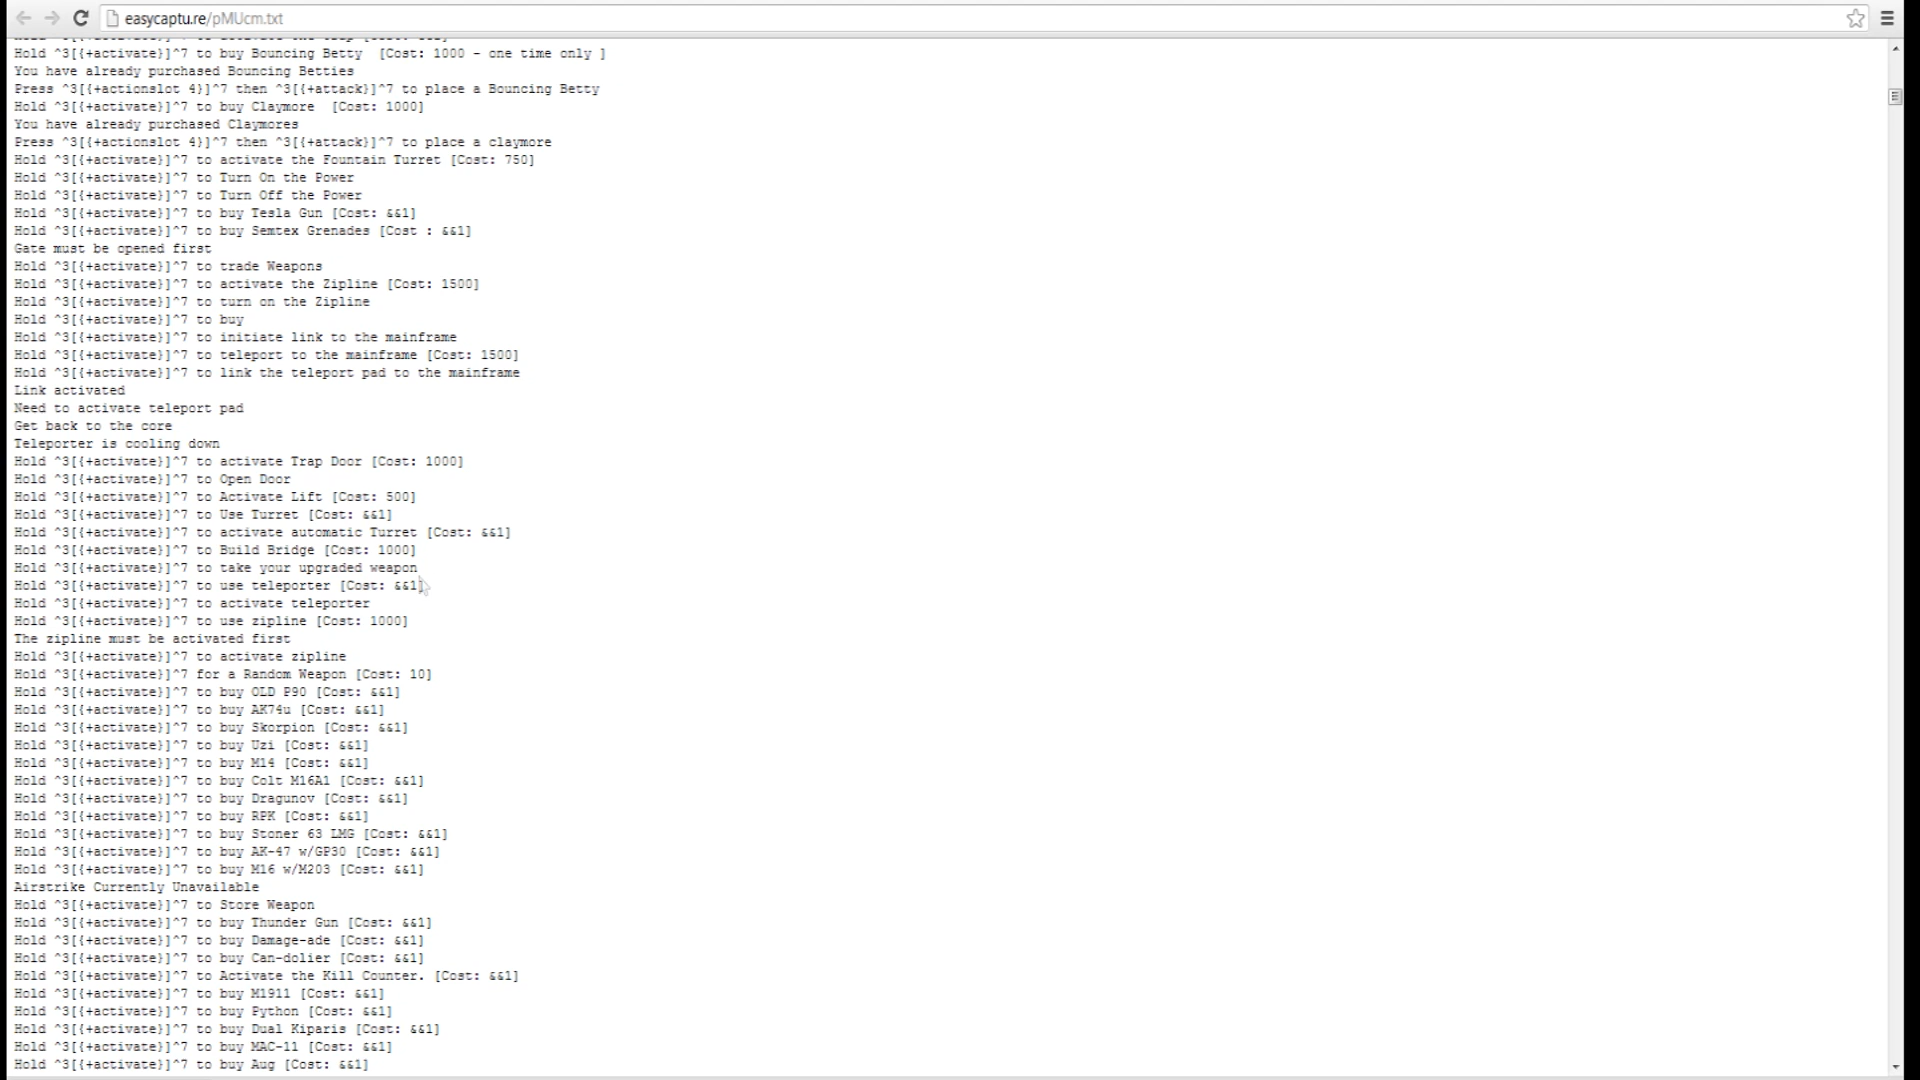 easycaptu.re/pMUcm.txt
Hold ^3[{+activate}]^7 to buy Bouncing Betty  [Cost: 1000 - one time only ]
You have already purchased Bouncing Betties
Press ^3[{+actionslot 4}]^7 then ^3[{+attack}]^7 to place a Bouncing Betty
Hold ^3[{+activate}]^7 to buy Claymore  [Cost: 1000]
You have already purchased Claymores
Press ^3[{+actionslot 4}]^7 then ^3[{+attack}]^7 to place a claymore
Hold ^3[{+activate}]^7 to activate the Fountain Turret [Cost: 750]
Hold ^3[{+activate}]^7 to Turn On the Power
Hold ^3[{+activate}]^7 to Turn Off the Power
Hold ^3[{+activate}]^7 to buy Tesla Gun [Cost: &&1]
Hold ^3[{+activate}]^7 to buy Semtex Grenades [Cost : &&1]
Gate must be opened first
Hold ^3[{+activate}]^7 to trade Weapons
Hold ^3[{+activate}]^7 to activate the Zipline [Cost: 1500]
Hold ^3[{+activate}]^7 to turn on the Zipline
Hold ^3[{+activate}]^7 to buy
Hold ^3[{+activate}]^7 to initiate link to the mainframe
Hold ^3[{+activate}]^7 to teleport to the mainframe [Cost: 1500]
Hold ^3[{+activate}]^7 to link the teleport pad to the mainframe
Link activated
Need to activate teleport pad
Get back to the core
Teleporter is cooling down
Hold ^3[{+activate}]^7 to activate Trap Door [Cost: 1000]
Hold ^3[{+activate}]^7 to Open Door
Hold ^3[{+activate}]^7 to Activate Lift [Cost: 500]
Hold ^3[{+activate}]^7 to Use Turret [Cost: &&1]
Hold ^3[{+activate}]^7 to activate automatic Turret [Cost: &&1]
Hold ^3[{+activate}]^7 to Build Bridge [Cost: 1000]
Hold ^3[{+activate}]^7 to take your upgraded weapon
Hold ^3[{+activate}]^7 to use teleporter [Cost: &&1]
Hold ^3[{+activate}]^7 to activate teleporter
Hold ^3[{+activate}]^7 to use zipline [Cost: 1000]
The zipline must be activated first
Hold ^3[{+activate}]^7 to activate zipline
Hold ^3[{+activate}]^7 for a Random Weapon [Cost: 10]
Hold ^3[{+activate}]^7 to buy OLD P90 [Cost: &&1]
Hold ^3[{+activate}]^7 to buy AK74u [Cost: &&1]
Hold ^3[{+activate}]^7 to buy Skorpion [Cost: &&1]
Hold ^3[{+activate}]^7 to buy Uzi [Cost: &&1]
Hold ^3[{+activate}]^7 to buy M14 [Cost: &&1]
Hold ^3[{+activate}]^7 to buy Colt M16A1 [Cost: &&1]
Hold ^3[{+activate}]^7 to buy Dragunov [Cost: &&1]
Hold ^3[{+activate}]^7 to buy RPK [Cost: &&1]
Hold ^3[{+activate}]^7 to buy Stoner 63 LMG [Cost: &&1]
Hold ^3[{+activate}]^7 to buy AK-47 w/GP30 [Cost: &&1]
Hold ^3[{+activate}]^7 to buy M16 w/M203 [Cost: &&1]
Airstrike Currently Unavailable
Hold ^3[{+activate}]^7 to Store Weapon
Hold ^3[{+activate}]^7 to buy Thunder Gun [Cost: &&1]
Hold ^3[{+activate}]^7 to buy Damage-ade [Cost: &&1]
Hold ^3[{+activate}]^7 to buy Can-dolier [Cost: &&1]
Hold ^3[{+activate}]^7 to Activate the Kill Counter. [Cost: &&1]
Hold ^3[{+activate}]^7 to buy M1911 [Cost: &&1]
Hold ^3[{+activate}]^7 to buy Python [Cost: &&1]
Hold ^3[{+activate}]^7 to buy Dual Kiparis [Cost: &&1]
Hold ^3[{+activate}]^7 to buy MAC-11 [Cost: &&1]
Hold ^3[{+activate}]^7 to buy Aug [Cost: &&1]